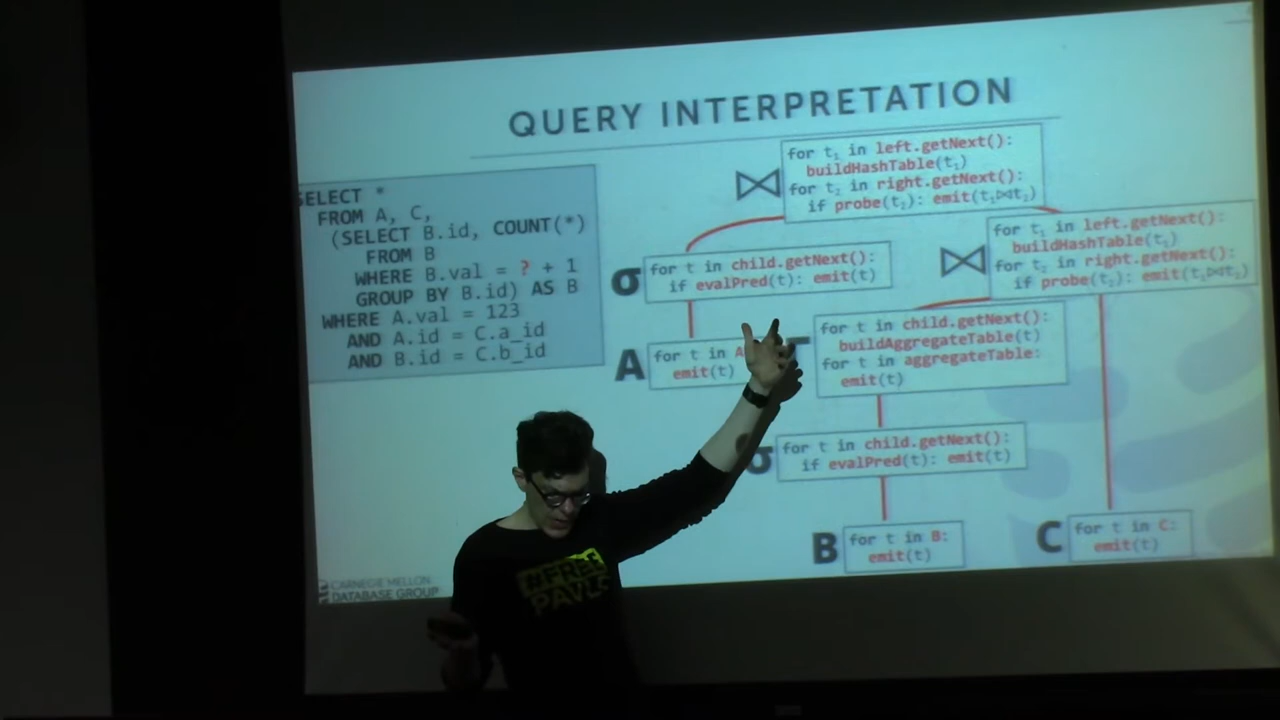 QUERY INTERPRETATION
SELECT *
FROM A, C,
(SELECT B.id, COUNT(*)
FROM B
WHERE B.val = ? + 1
GROUP BY B.id) AS B
WHERE A.val = 123
AND A.id = C.a_id
AND B.id = C.b_id
⋈
for t₁ in left.getNext():
buildHashTable(t₁)
for t₂ in right.getNext():
if probe(t₂): emit(t₁⋈t₂)
⋈
for t₁ in left.getNext():
buildHashTable(t₁)
for t₂ in right.getNext():
if probe(t₂): emit(t₁⋈t₂)
σ
for t in child.getNext():
if evalPred(t): emit(t)
A
for t in
emit(t)
for t in child.getNext():
buildAggregateTable(t)
for t in aggregateTable:
emit(t)
σ
for t in child.getNext():
if evalPred(t): emit(t)
B
for t in B:
emit(t)
C
for t in C:
emit(t)
#FREE
CARNEGIE MELLON
DATABASE GROUP